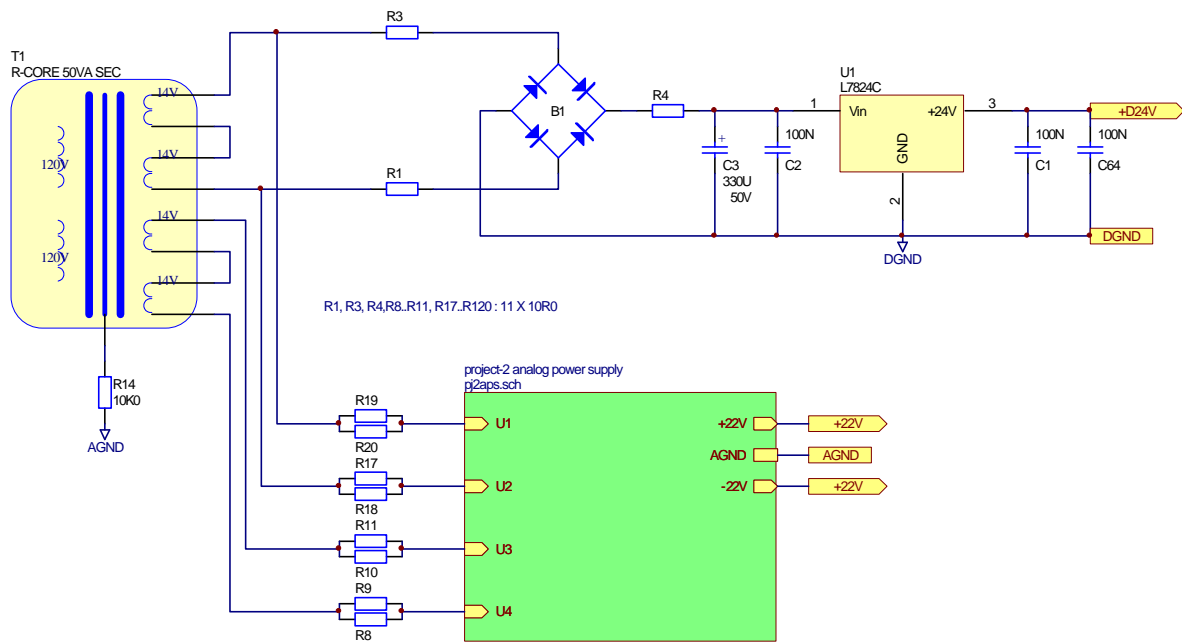 R3
T1
R-CORE 50VA SEC
14V
120V
14V
14V
120V
14V
R14
10K0
AGND
B1
R1
R4
+
C3
330U
50V
100N
C2
U1
L7824C
1
Vin
+24V
3
GND
2
100N
C1
100N
C64
+D24V
DGND
DGND
R1, R3, R4,R8..R11, R17..R120 : 11 X 10R0
project-2 analog power supply
pj2aps.sch
R19
R20
R17
R18
R11
R10
R9
R8
U1
U2
U3
U4
+22V
AGND
-22V
+22V
AGND
+22V